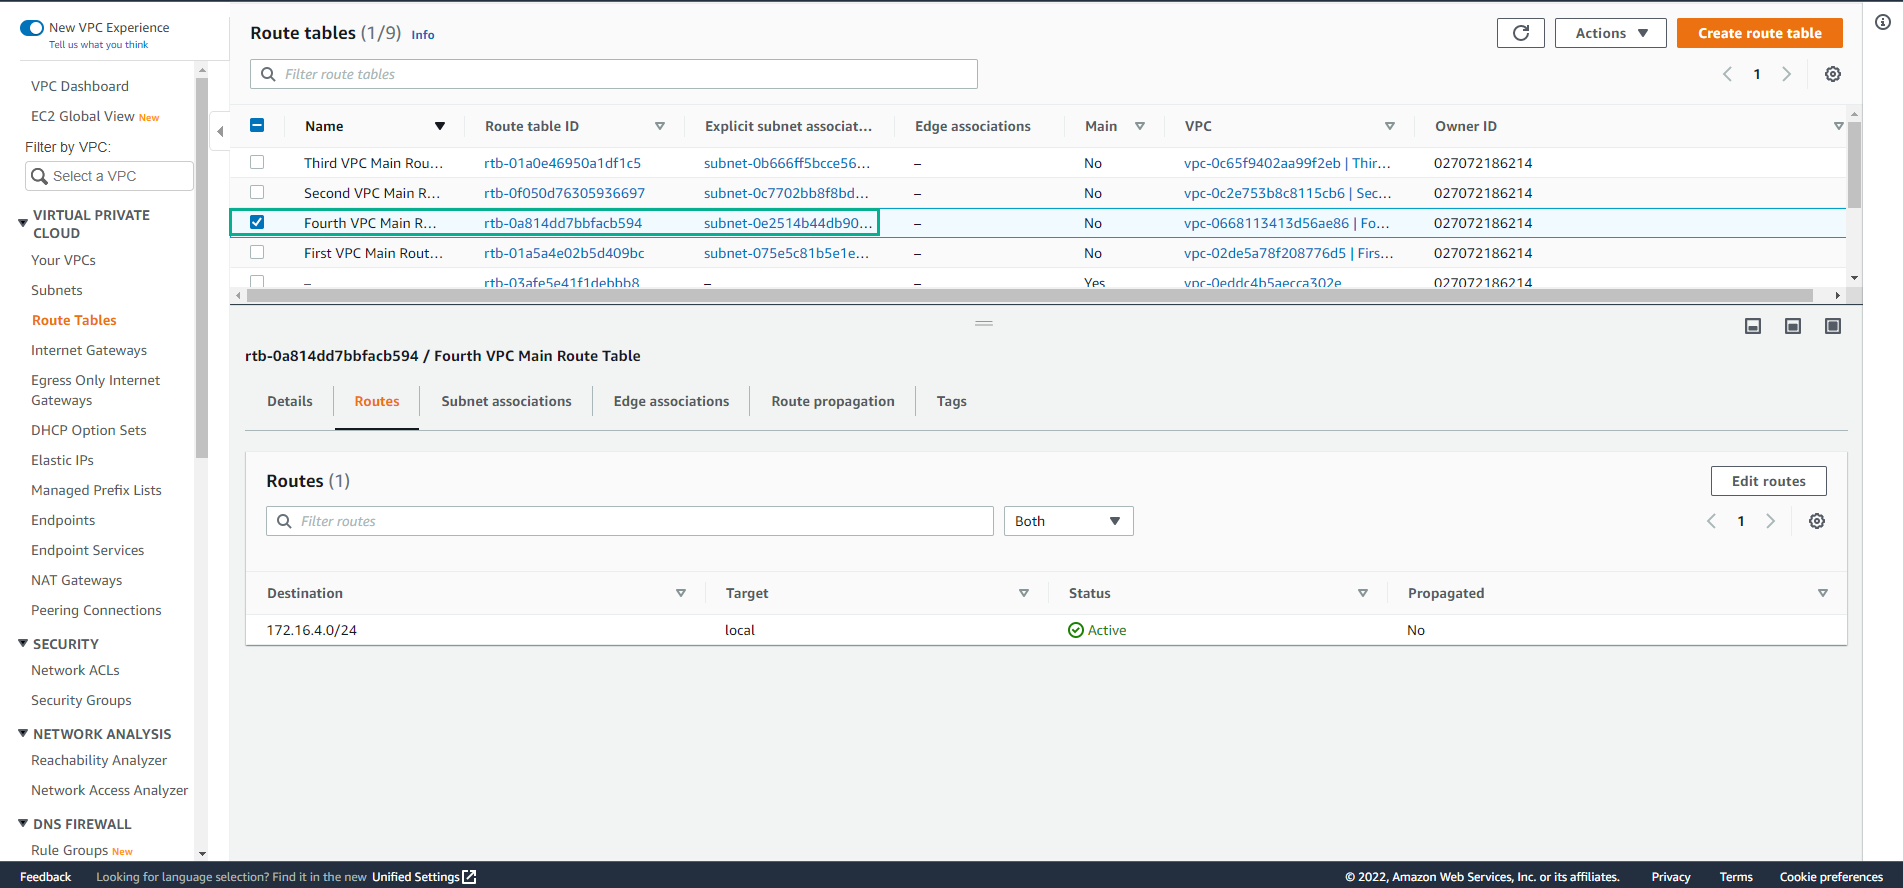 New VPC Experience
Tell us what you think
VPC Dashboard
EC2 Global View New
Filter by VPC:
Select a VPC
VIRTUAL PRIVATE
CLOUD
Your VPCs
Subnets
Route Tables
Internet Gateways
Egress Only Internet
Gateways
DHCP Option Sets
Elastic IPs
Managed Prefix Lists
Endpoints
Endpoint Services
NAT Gateways
Peering Connections
SECURITY
Network ACLs
Security Groups
NETWORK ANALYSIS
Reachability Analyzer
Network Access Analyzer
DNS FIREWALL
Rule Groups New
Route tables (1/9) Info
Actions
Create route table
Filter route tables
1
Name Route table ID Explicit subnet associat... Edge associations Main VPC Owner ID
Third VPC Main Rou... rtb-01a0e46950a1df1c5 subnet-0b666ff5bcce56... – No vpc-0c65f9402aa99f2eb | Thir... 027072186214
Second VPC Main R... rtb-0f050d76305936697 subnet-0c7702bb8f8bd... – No vpc-0c2e753b8c8115cb6 | Sec... 027072186214
Fourth VPC Main R... rtb-0a814dd7bbfacb594 subnet-0e2514b44db90... – No vpc-0668113413d56ae86 | Fo... 027072186214
First VPC Main Rout... rtb-01a5a4e02b5d409bc subnet-075e5c81b5e1e... – No vpc-02de5a78f208776d5 | Firs... 027072186214
– rtb-03afe5e41f1debbb8 – – Yes vpc-0eddc4b5aecca302e 027072186214
rtb-0a814dd7bbfacb594 / Fourth VPC Main Route Table
Details Routes Subnet associations Edge associations Route propagation Tags
Routes (1)
Edit routes
Filter routes
Both
1
Destination Target Status Propagated
172.16.4.0/24 local Active No
Feedback Looking for language selection? Find it in the new Unified Settings © 2022, Amazon Web Services, Inc. or its affiliates. Privacy Terms Cookie preferences